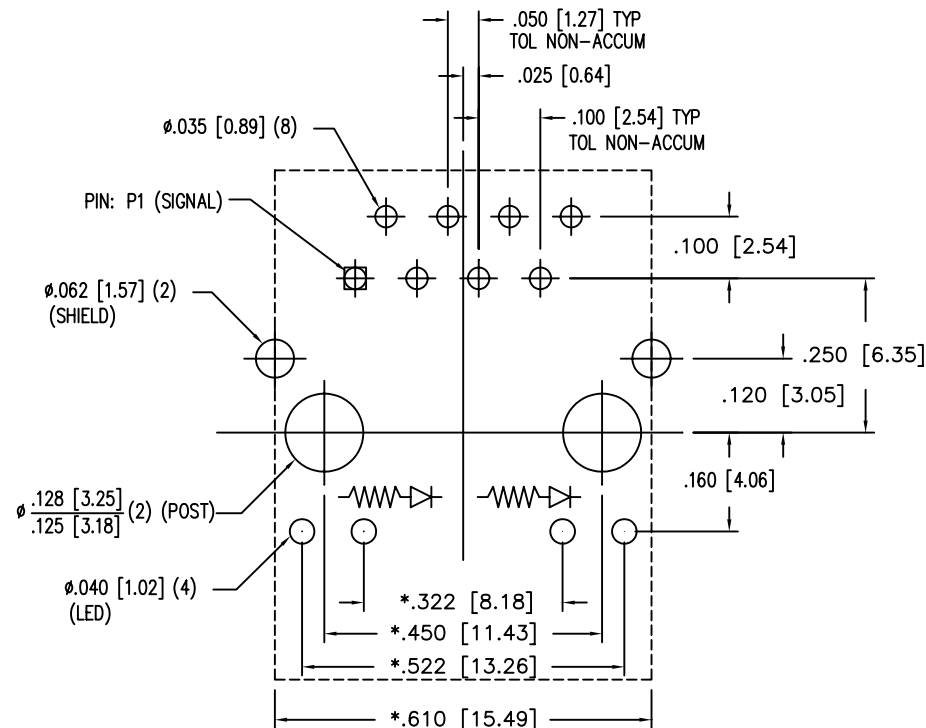 .050 [1.27] TYP
TOL NON-ACCUM
.025 [0.64]
.100 [2.54] TYP
TOL NON-ACCUM
ø.035 [0.89] (8)
PIN: P1 (SIGNAL)
.100 [2.54]
ø.062 [1.57] (2)
(SHIELD)
.250 [6.35]
.120 [3.05]
.160 [4.06]
ø .128 [3.25]
.125 [3.18] (2) (POST)
ø.040 [1.02] (4)
(LED)
*.322 [8.18]
*.450 [11.43]
*.522 [13.26]
*.610 [15.49]